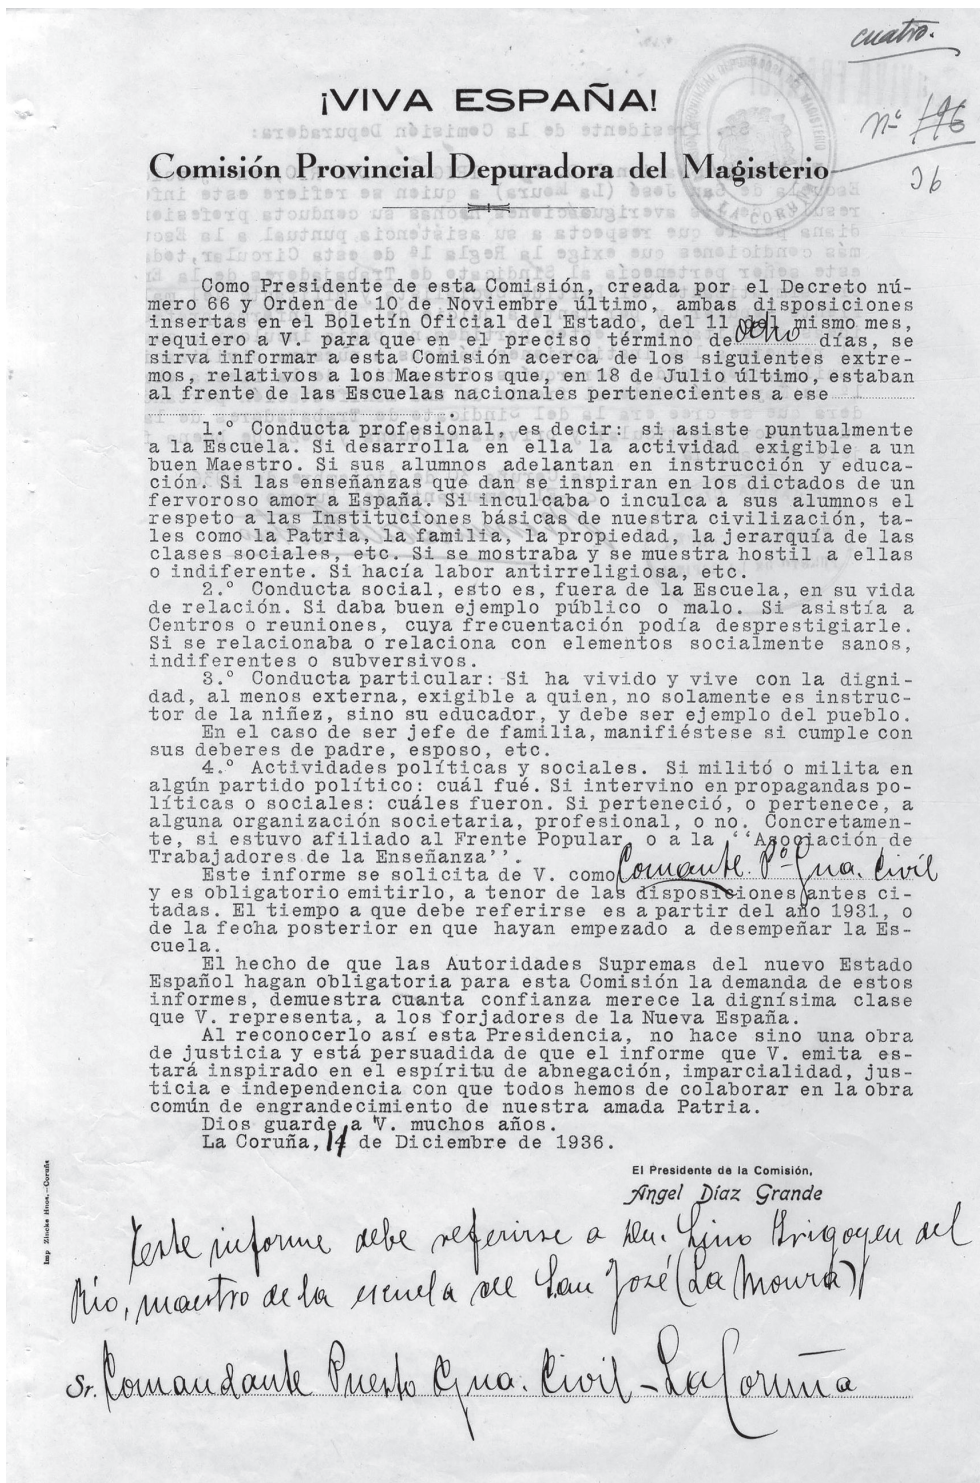 cuatro.
¡VIVA ESPAÑA!
Nº 196
36
Comisión Provincial Depuradora del Magisterio
Como Presidente de esta Comisión, creada por el Decreto nú-
mero 66 y Orden de 10 de Noviembre último, ambas disposiciones
insertas en el Boletín Oficial del Estado, del 11 del mismo mes,
requiero a V. para que en el preciso término de ocho días, se
sirva informar a esta Comisión acerca de los siguientes extre-
mos, relativos a los Maestros que, en 18 de Julio último, estaban
al frente de las Escuelas nacionales pertenecientes a ese
.
1.º Conducta profesional, es decir: si asiste puntualmente
a la Escuela. Si desarrolla en ella la actividad exigible a un
buen Maestro. Si sus alumnos adelantan en instrucción y educa-
ción. Si las enseñanzas que dan se inspiran en los dictados de un
fervoroso amor a España. Si inculcaba o inculca a sus alumnos el
respeto a las Instituciones básicas de nuestra civilización, ta-
les como la Patria, la familia, la propiedad, la jerarquía de las
clases sociales, etc. Si se mostraba y se muestra hostil a ellas
o indiferente. Si hacía labor antirreligiosa, etc.
2.º Conducta social, esto es, fuera de la Escuela, en su vida
de relación. Si daba buen ejemplo público o malo. Si asistía a
Centros o reuniones, cuya frecuentación podía desprestigiarle.
Si se relacionaba o relaciona con elementos socialmente sanos,
indiferentes o subversivos.
3.º Conducta particular: Si ha vivido y vive con la digni-
dad, al menos externa, exigible a quien, no solamente es instruc-
tor de la niñez, sino su educador, y debe ser ejemplo del pueblo.
En el caso de ser jefe de familia, manifiéstese si cumple con
sus deberes de padre, esposo, etc.
4.º Actividades políticas y sociales. Si militó o milita en
algún partido político: cuál fué. Si intervino en propagandas po-
líticas o sociales: cuáles fueron. Si perteneció, o pertenece, a
alguna organización societaria, profesional, o no. Concretamen-
te, si estuvo afiliado al Frente Popular o a la ‘‘Asociación de
Trabajadores de la Enseñanza’’.
Este informe se solicita de V. como Comante. Pº Gua. Civil
y es obligatorio emitirlo, a tenor de las disposiciones antes ci-
tadas. El tiempo a que debe referirse es a partir del año 1931, o
de la fecha posterior en que hayan empezado a desempeñar la Es-
cuela.
El hecho de que las Autoridades Supremas del nuevo Estado
Español hagan obligatoria para esta Comisión la demanda de estos
informes, demuestra cuanta confianza merece la dignísima clase
que V. representa, a los forjadores de la Nueva España.
Al reconocerlo así esta Presidencia, no hace sino una obra
de justicia y está persuadida de que el informe que V. emita es-
tará inspirado en el espíritu de abnegación, imparcialidad, jus-
ticia e independencia con que todos hemos de colaborar en la obra
común de engrandecimiento de nuestra amada Patria.
Dios guarde a V. muchos años.
La Coruña, 14 de Diciembre de 1936.
El Presidente de la Comisión,
Angel Díaz Grande
Imp Zincke Hnos.-Coruña
Este informe debe referirse a Dn. Lino Irigoyen del
Río, maestro de la escuela de San José (La Moura)
Sr. Comandante Puesto Gua. Civil - La Coruña